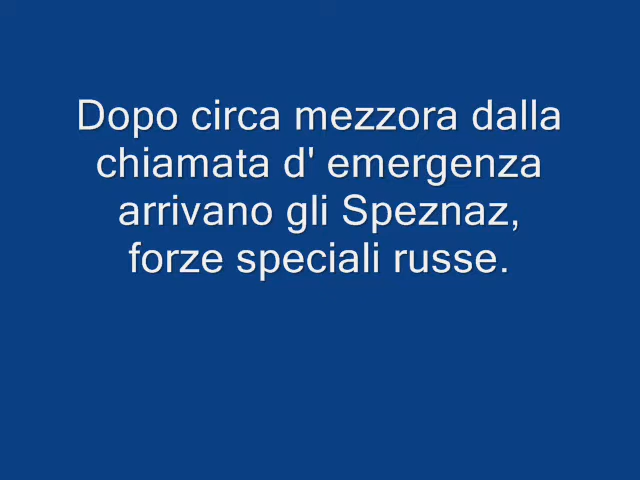 Dopo circa mezzora dalla
chiamata d' emergenza
arrivano gli Speznaz,
forze speciali russe.